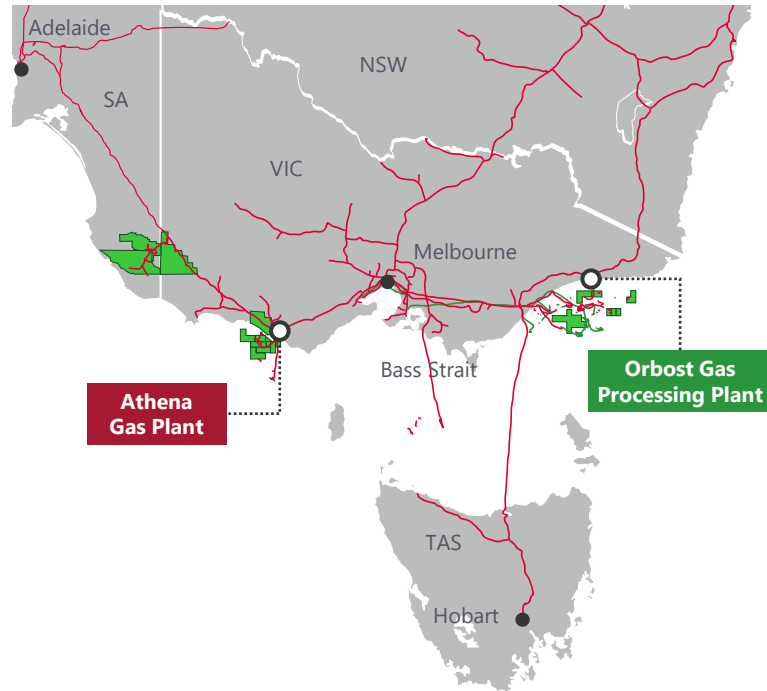 Adelaide
NSW
SA
VIC
Melbourne
Bass Strait
Orbost Gas
Processing Plant
Athena
Gas Plant
TAS
Hobart